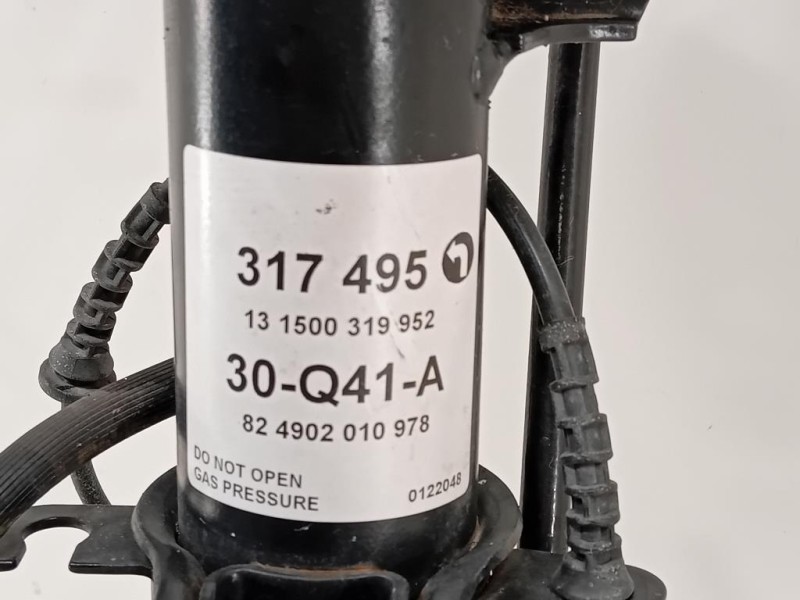 317 495
13 1500 319 952
30-Q41-A
82 4902 010 978
DO NOT OPEN
GAS PRESSURE
0122048